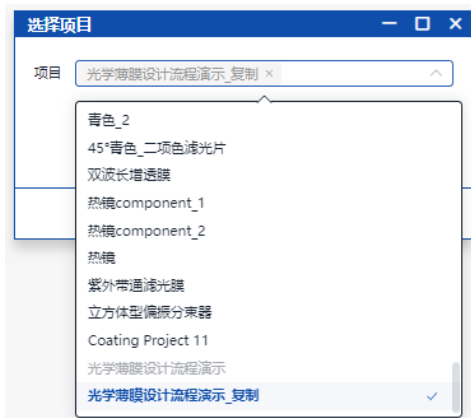 选择项目
项目 光学薄膜设计流程演示_复制 ×
青色_2
45°青色_二项色滤光片
双波长增透膜
热镜component_1
热镜component_2
热镜
紫外带通滤光膜
立方体型偏振分束器
Coating Project 11
光学薄膜设计流程演示
光学薄膜设计流程演示_复制